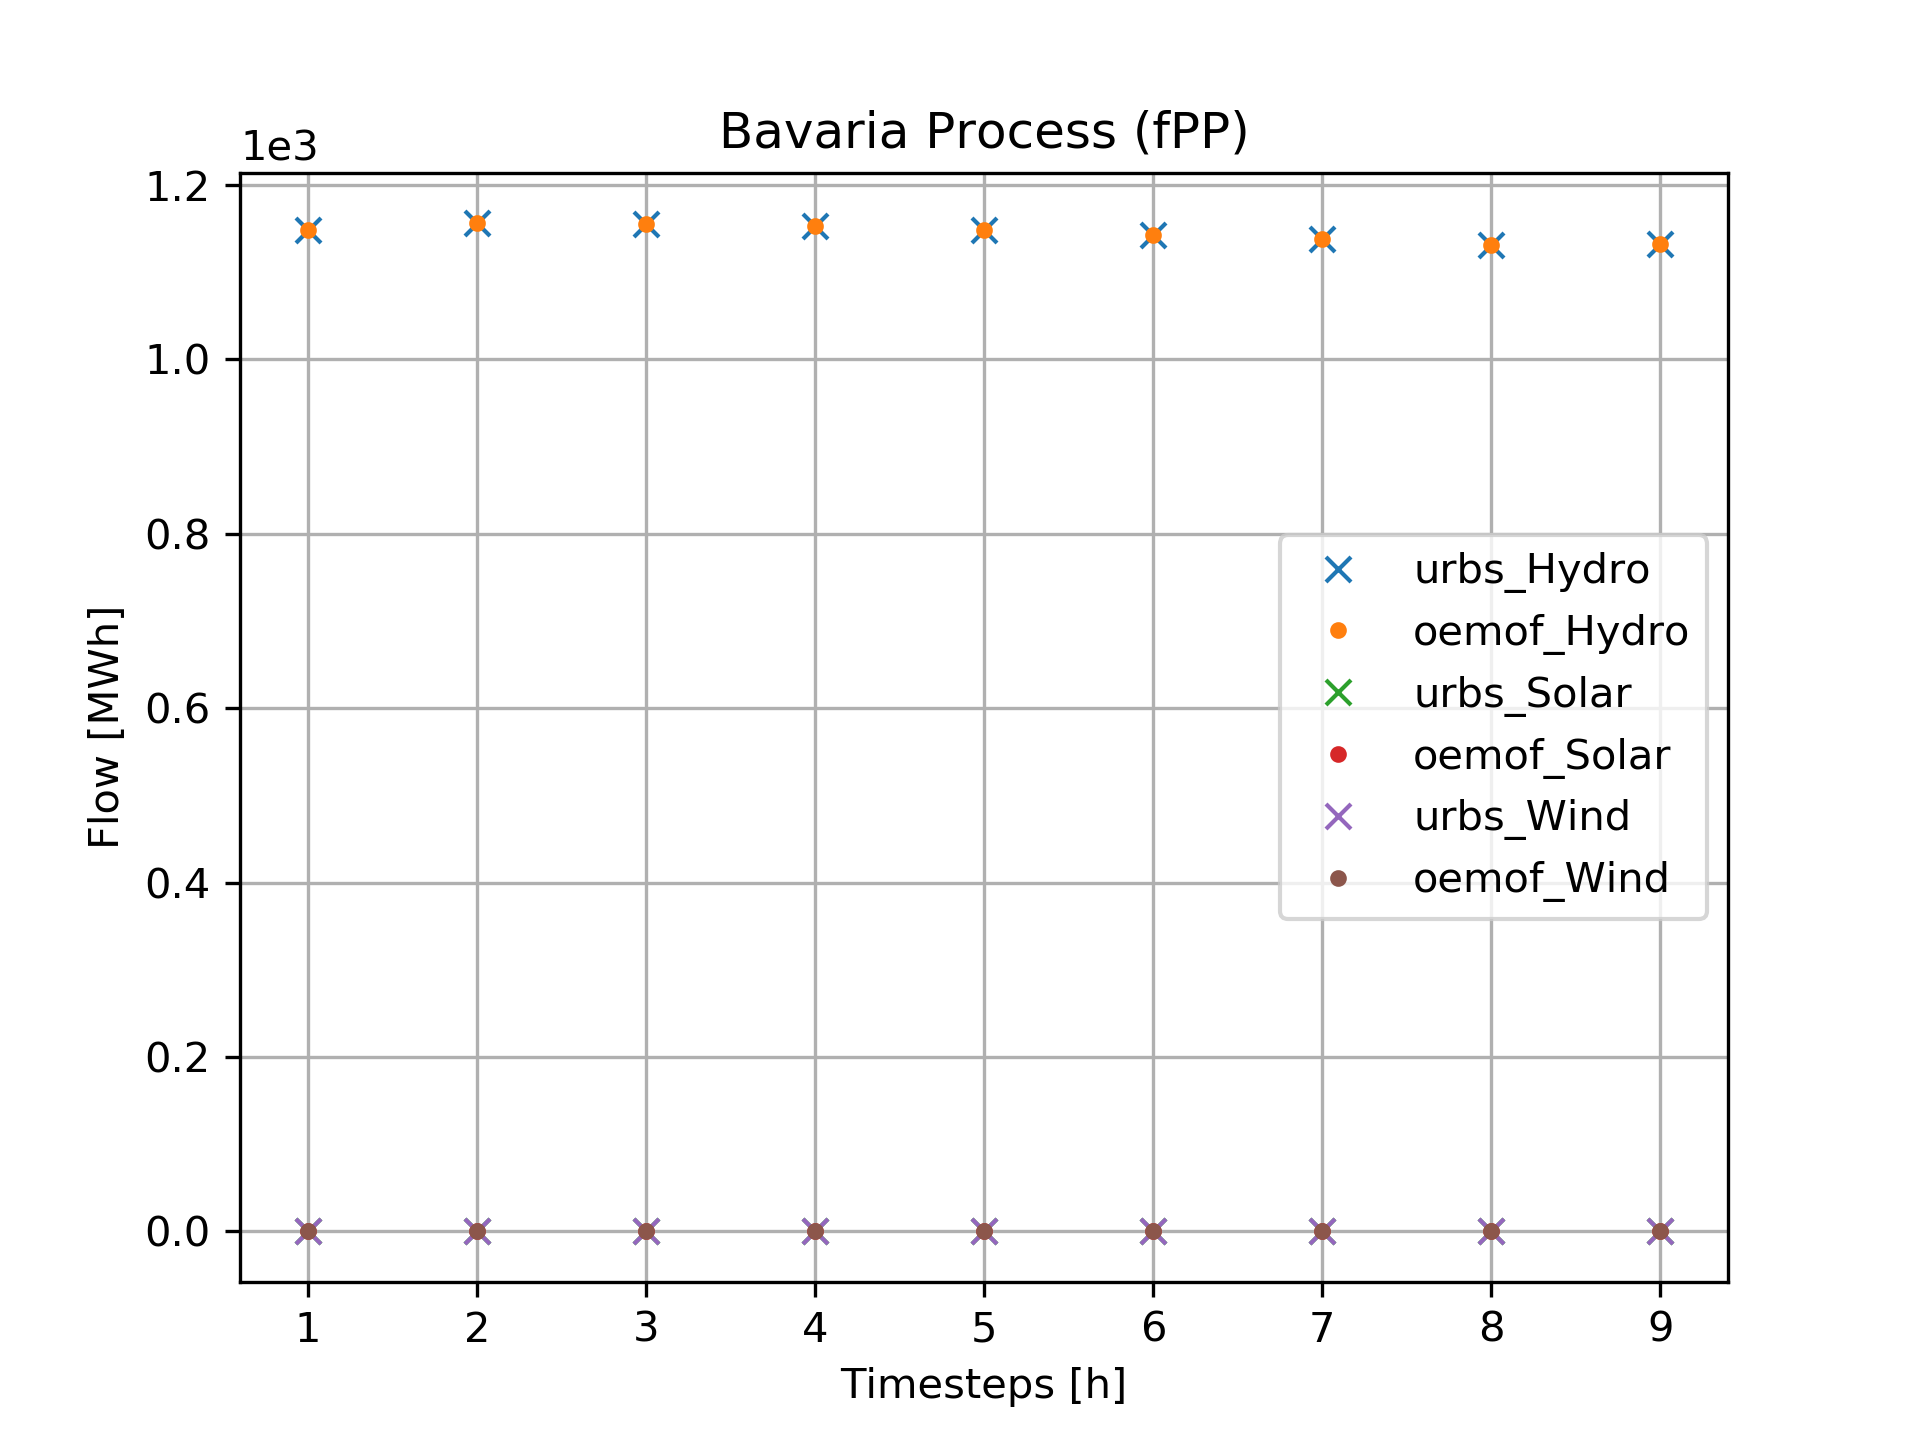 Bavaria Process (fPP)
1e3
1.2
1.0
0.8
0.6
0.4
0.2
0.0
Flow [MWh]
urbs_Hydro
oemof_Hydro
urbs_Solar
oemof_Solar
urbs_Wind
oemof_Wind
1 2 3 4 5 6 7 8 9
Timesteps [h]